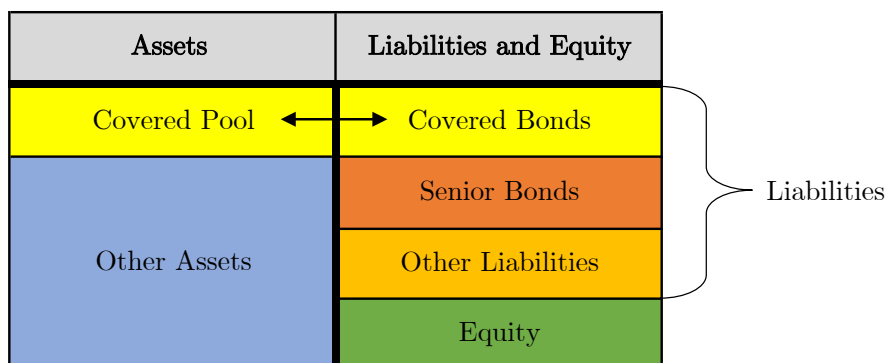 Assets
Liabilities and Equity
Covered Pool
Covered Bonds
Senior Bonds
Liabilities
Other Assets
Other Liabilities
Equity